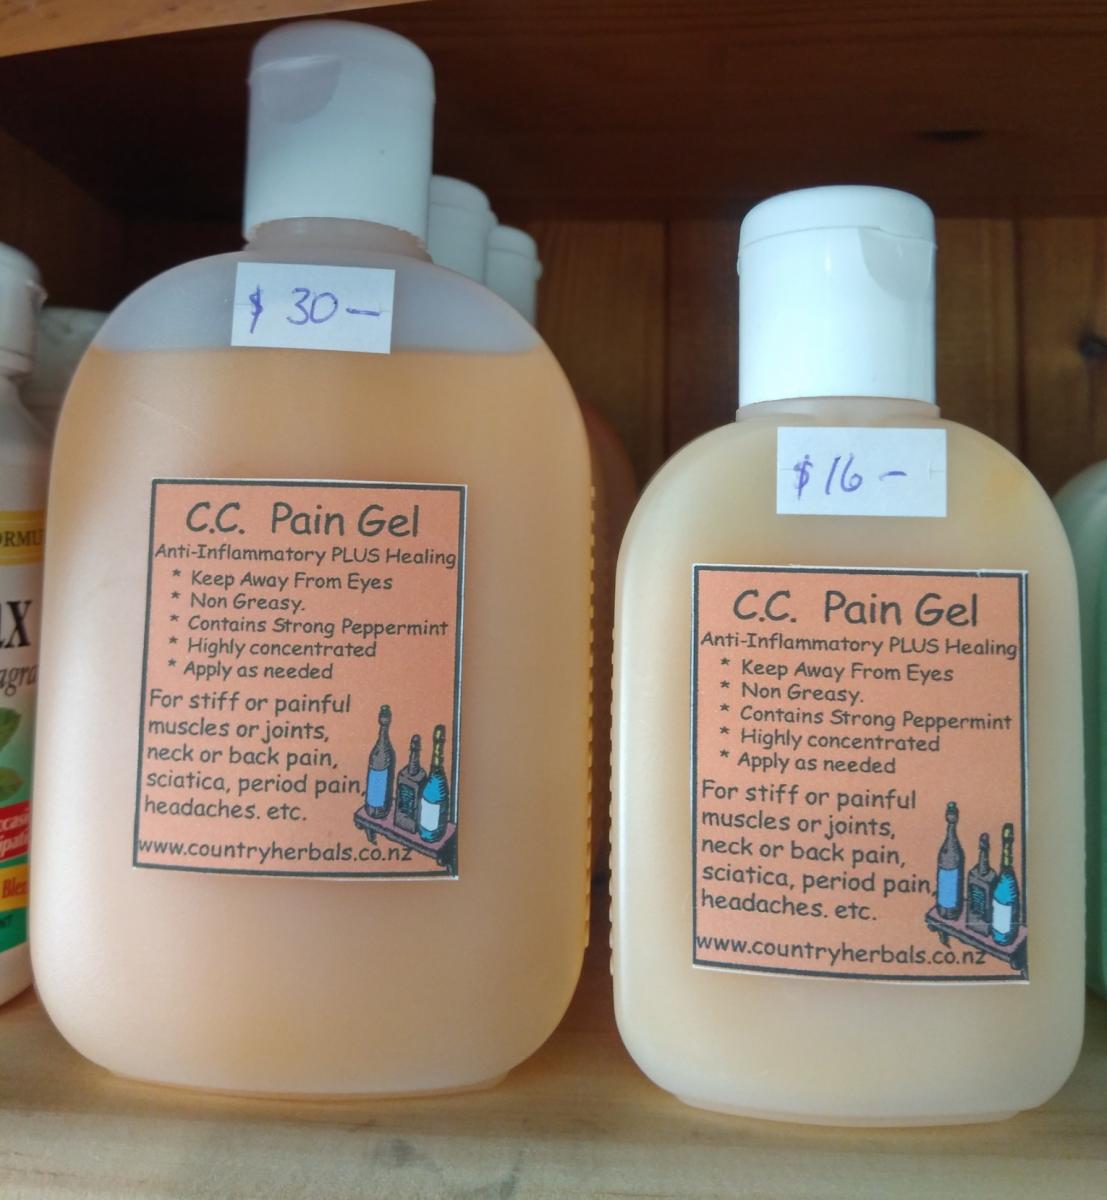 $ 30 —
C.C. Pain Gel
Anti-Inflammatory PLUS Healing
* Keep Away From Eyes
* Non Greasy.
* Contains Strong Peppermint
* Highly concentrated
* Apply as needed
For stiff or painful
muscles or joints,
neck or back pain,
sciatica, period pain,
headaches. etc.
www.countryherbals.co.nz
$ 16 —
C.C. Pain Gel
Anti-Inflammatory PLUS Healing
* Keep Away From Eyes
* Non Greasy.
* Contains Strong Peppermint
* Highly concentrated
* Apply as needed
For stiff or painful
muscles or joints,
neck or back pain,
sciatica, period pain,
headaches. etc.
www.countryherbals.co.nz